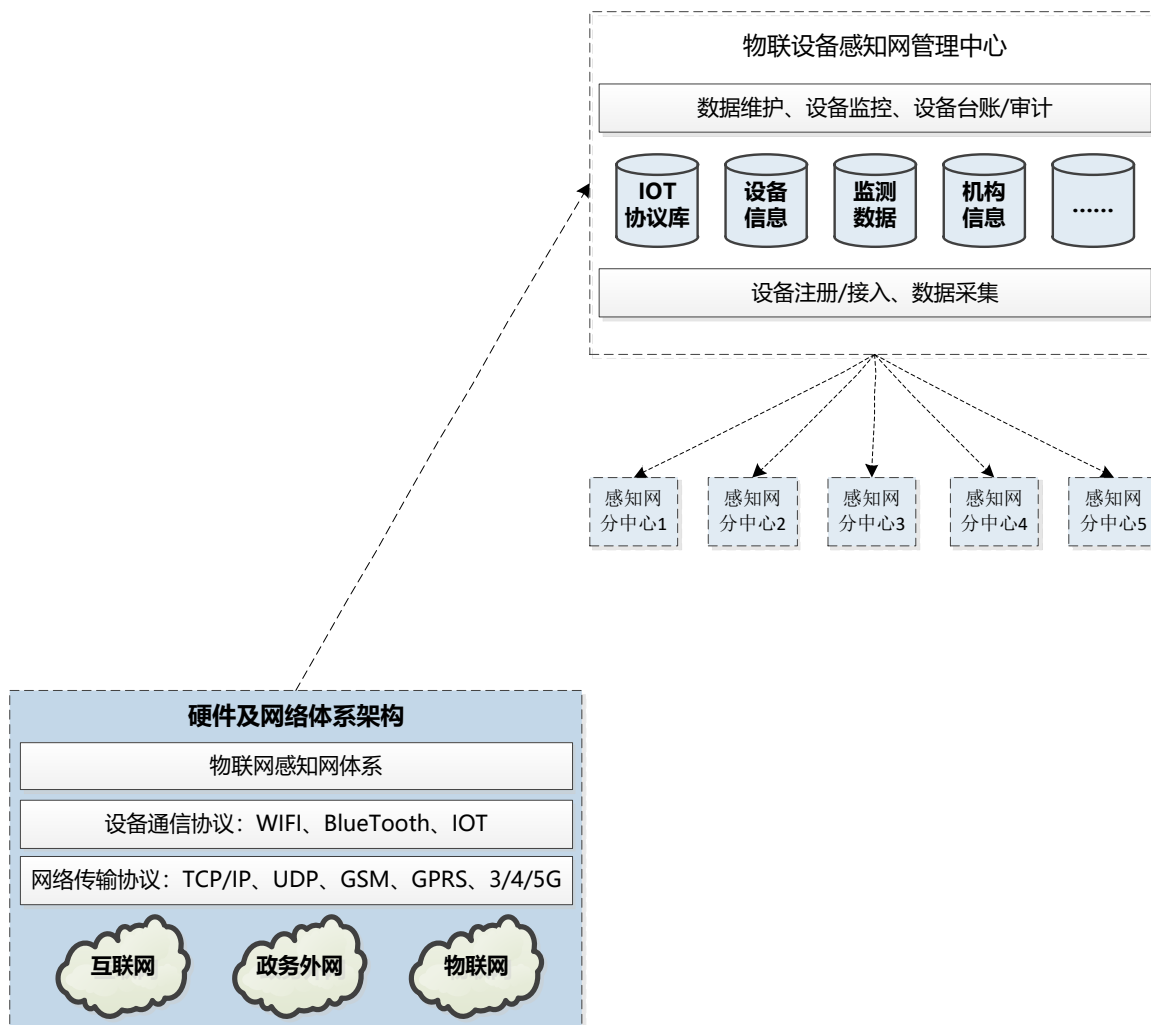 物联设备感知网管理中心
数据维护、设备监控、设备台账/审计
IOT
协议库
设备
信息
监测
数据
机构
信息
......
设备注册/接入、数据采集
感知网
分中心1
感知网
分中心2
感知网
分中心3
感知网
分中心4
感知网
分中心5
硬件及网络体系架构
物联网感知网体系
设备通信协议：WIFI、BlueTooth、IOT
网络传输协议：TCP/IP、UDP、GSM、GPRS、3/4/5G
互联网
政务外网
物联网